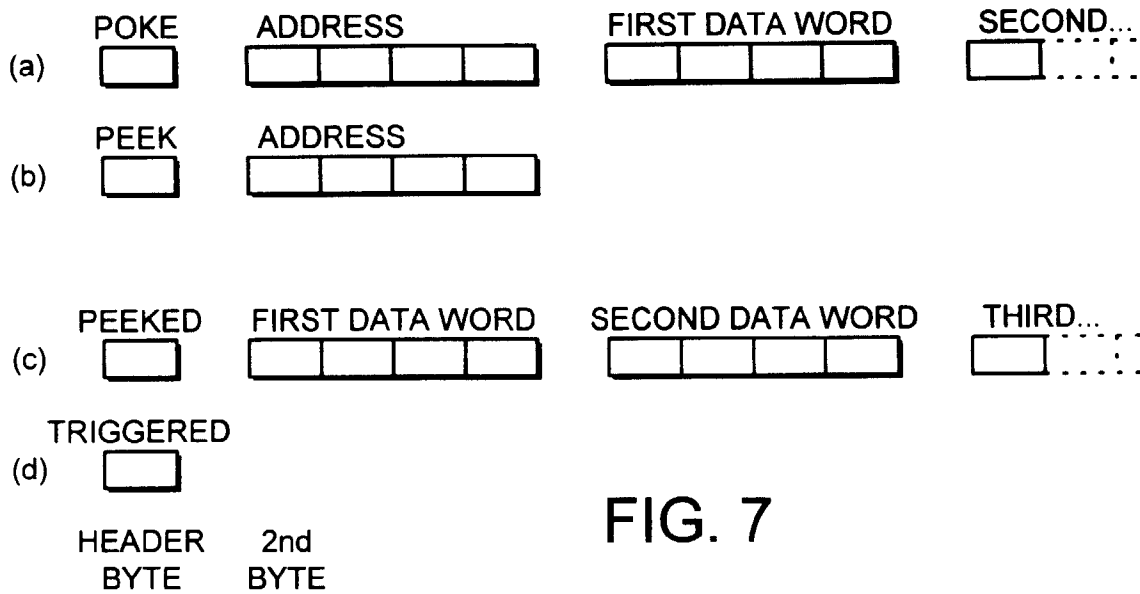 POKE ADDRESS FIRST DATA WORD SECOND...
(a)
PEEK ADDRESS
(b)
PEEKED FIRST DATA WORD SECOND DATA WORD THIRD...
(c)
TRIGGERED
(d)
HEADER BYTE
2nd BYTE
FIG. 7